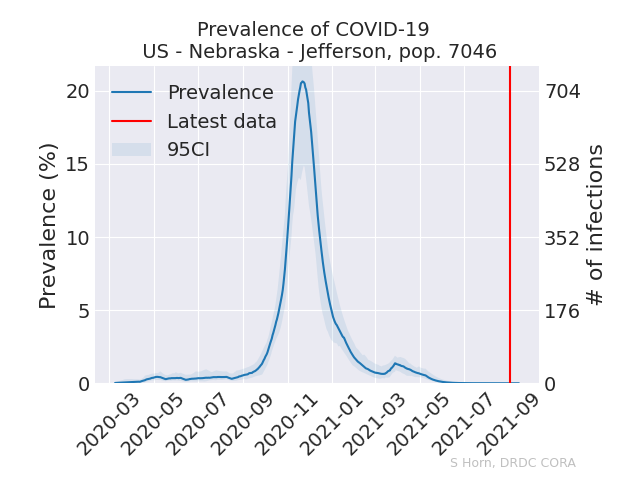 Prevalence of COVID-19
US - Nebraska - Jefferson, pop. 7046
Prevalence
Latest data
95CI
Prevalence (%)
20
15
10
5
0
704
528
352
176
0
# of infections
2020-03
2020-05
2020-07
2020-09
2020-11
2021-01
2021-03
2021-05
2021-07
2021-09
S Horn, DRDC CORA